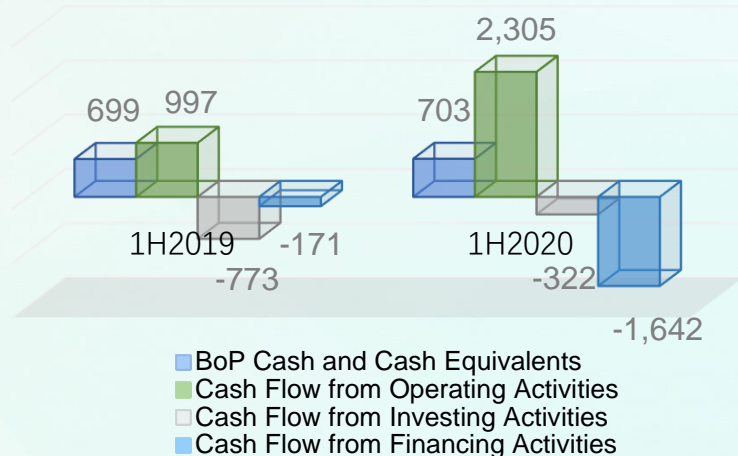 2,305
699
997
703
1H2019
-171
1H2020
-773
-322
-1,642
BoP Cash and Cash Equivalents
Cash Flow from Operating Activities
Cash Flow from Investing Activities
Cash Flow from Financing Activities